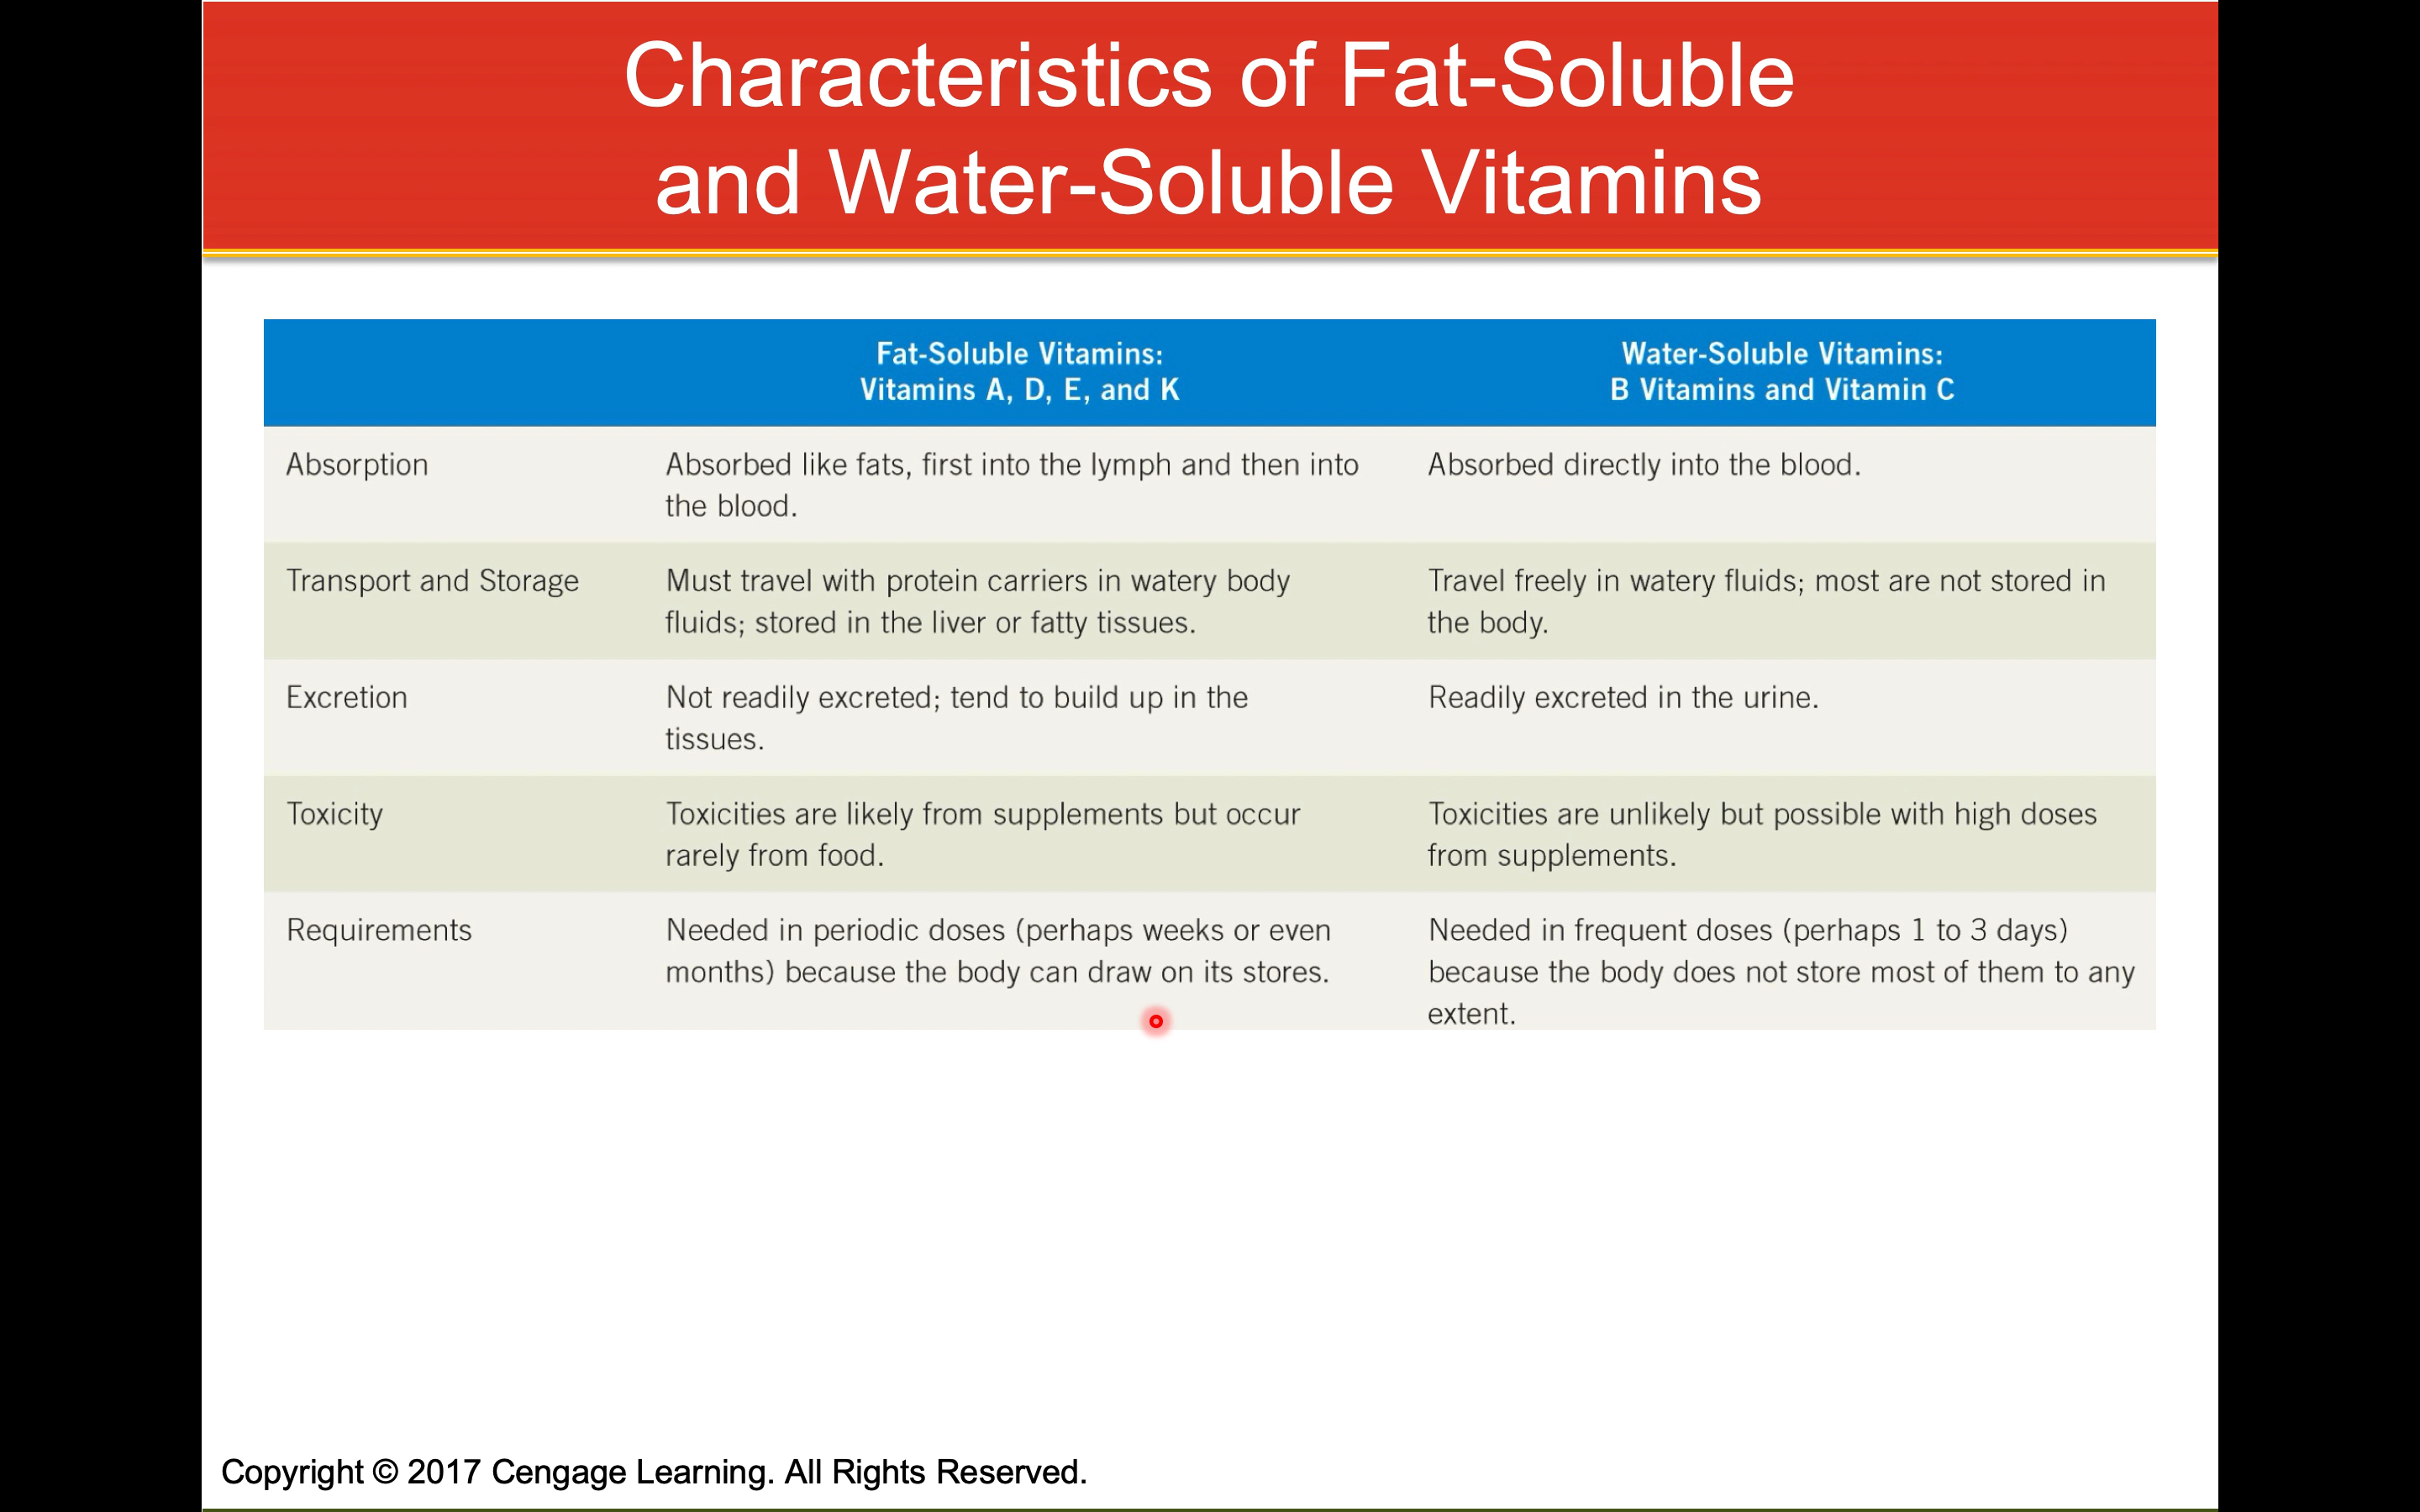 Characteristics of Fat-Soluble
and Water-Soluble Vitamins
Fat-Soluble Vitamins:
Vitamins A, D, E, and K
Water-Soluble Vitamins:
B Vitamins and Vitamin C
Absorption
Absorbed like fats, first into the lymph and then into
the blood.
Absorbed directly into the blood.
Transport and Storage
Must travel with protein carriers in watery body
fluids; stored in the liver or fatty tissues.
Travel freely in watery fluids; most are not stored in
the body.
Excretion
Not readily excreted; tend to build up in the
tissues.
Readily excreted in the urine.
Toxicity
Toxicities are likely from supplements but occur
rarely from food.
Toxicities are unlikely but possible with high doses
from supplements.
Requirements
Needed in periodic doses (perhaps weeks or even
months) because the body can draw on its stores.
Needed in frequent doses (perhaps 1 to 3 days)
because the body does not store most of them to any
extent.
Copyright © 2017 Cengage Learning. All Rights Reserved.